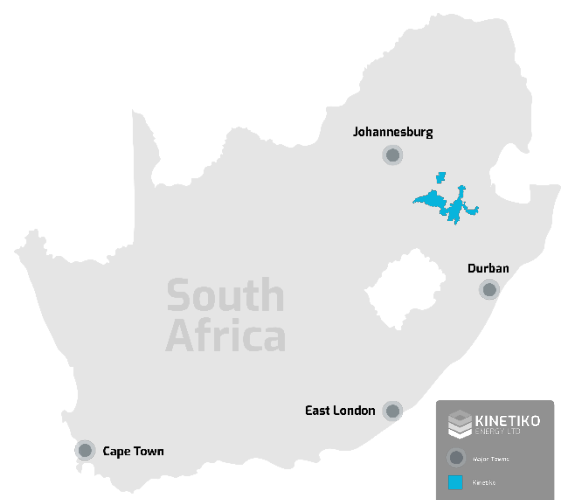 Johannesburg
Durban
South
Africa
East London
Cape Town
KINETIKO
ENERGY LTD
Major Towns
Kinetiko